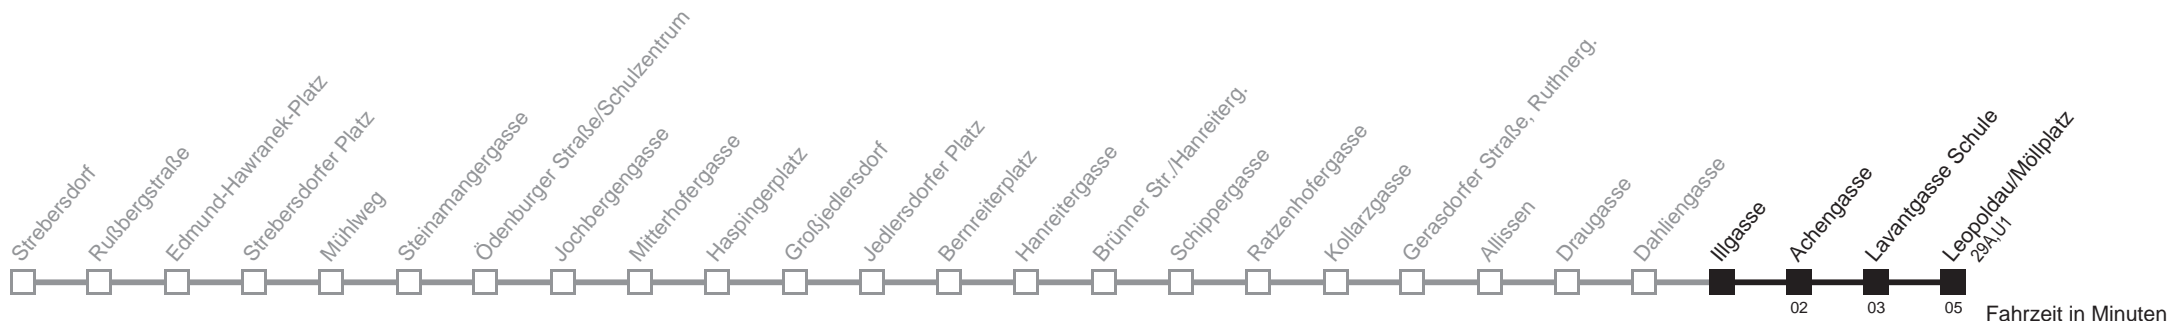 Strebersdorf
Rußbergstraße
Edmund-Hawranek-Platz
Strebersdorfer Platz
Mühlweg
Steinamangergasse
Ödenburger Straße/Schulzentrum
Jochbergengasse
Mitterhofergasse
Haspingerplatz
Großjedlersdorf
Jedlersdorfer Platz
Bernreiterplatz
Hanreitergasse
Brünner Str./Hanreiterg.
Schippergasse
Ratzenhofergasse
Kollarzgasse
Gerasdorfer Straße, Ruthnerg.
Allissen
Draugasse
Dahliengasse
Illgasse
Achengasse
Lavantgasse Schule
Leopoldau/Möllplatz
29A,U1
02
03
05
Fahrzeit in Minuten